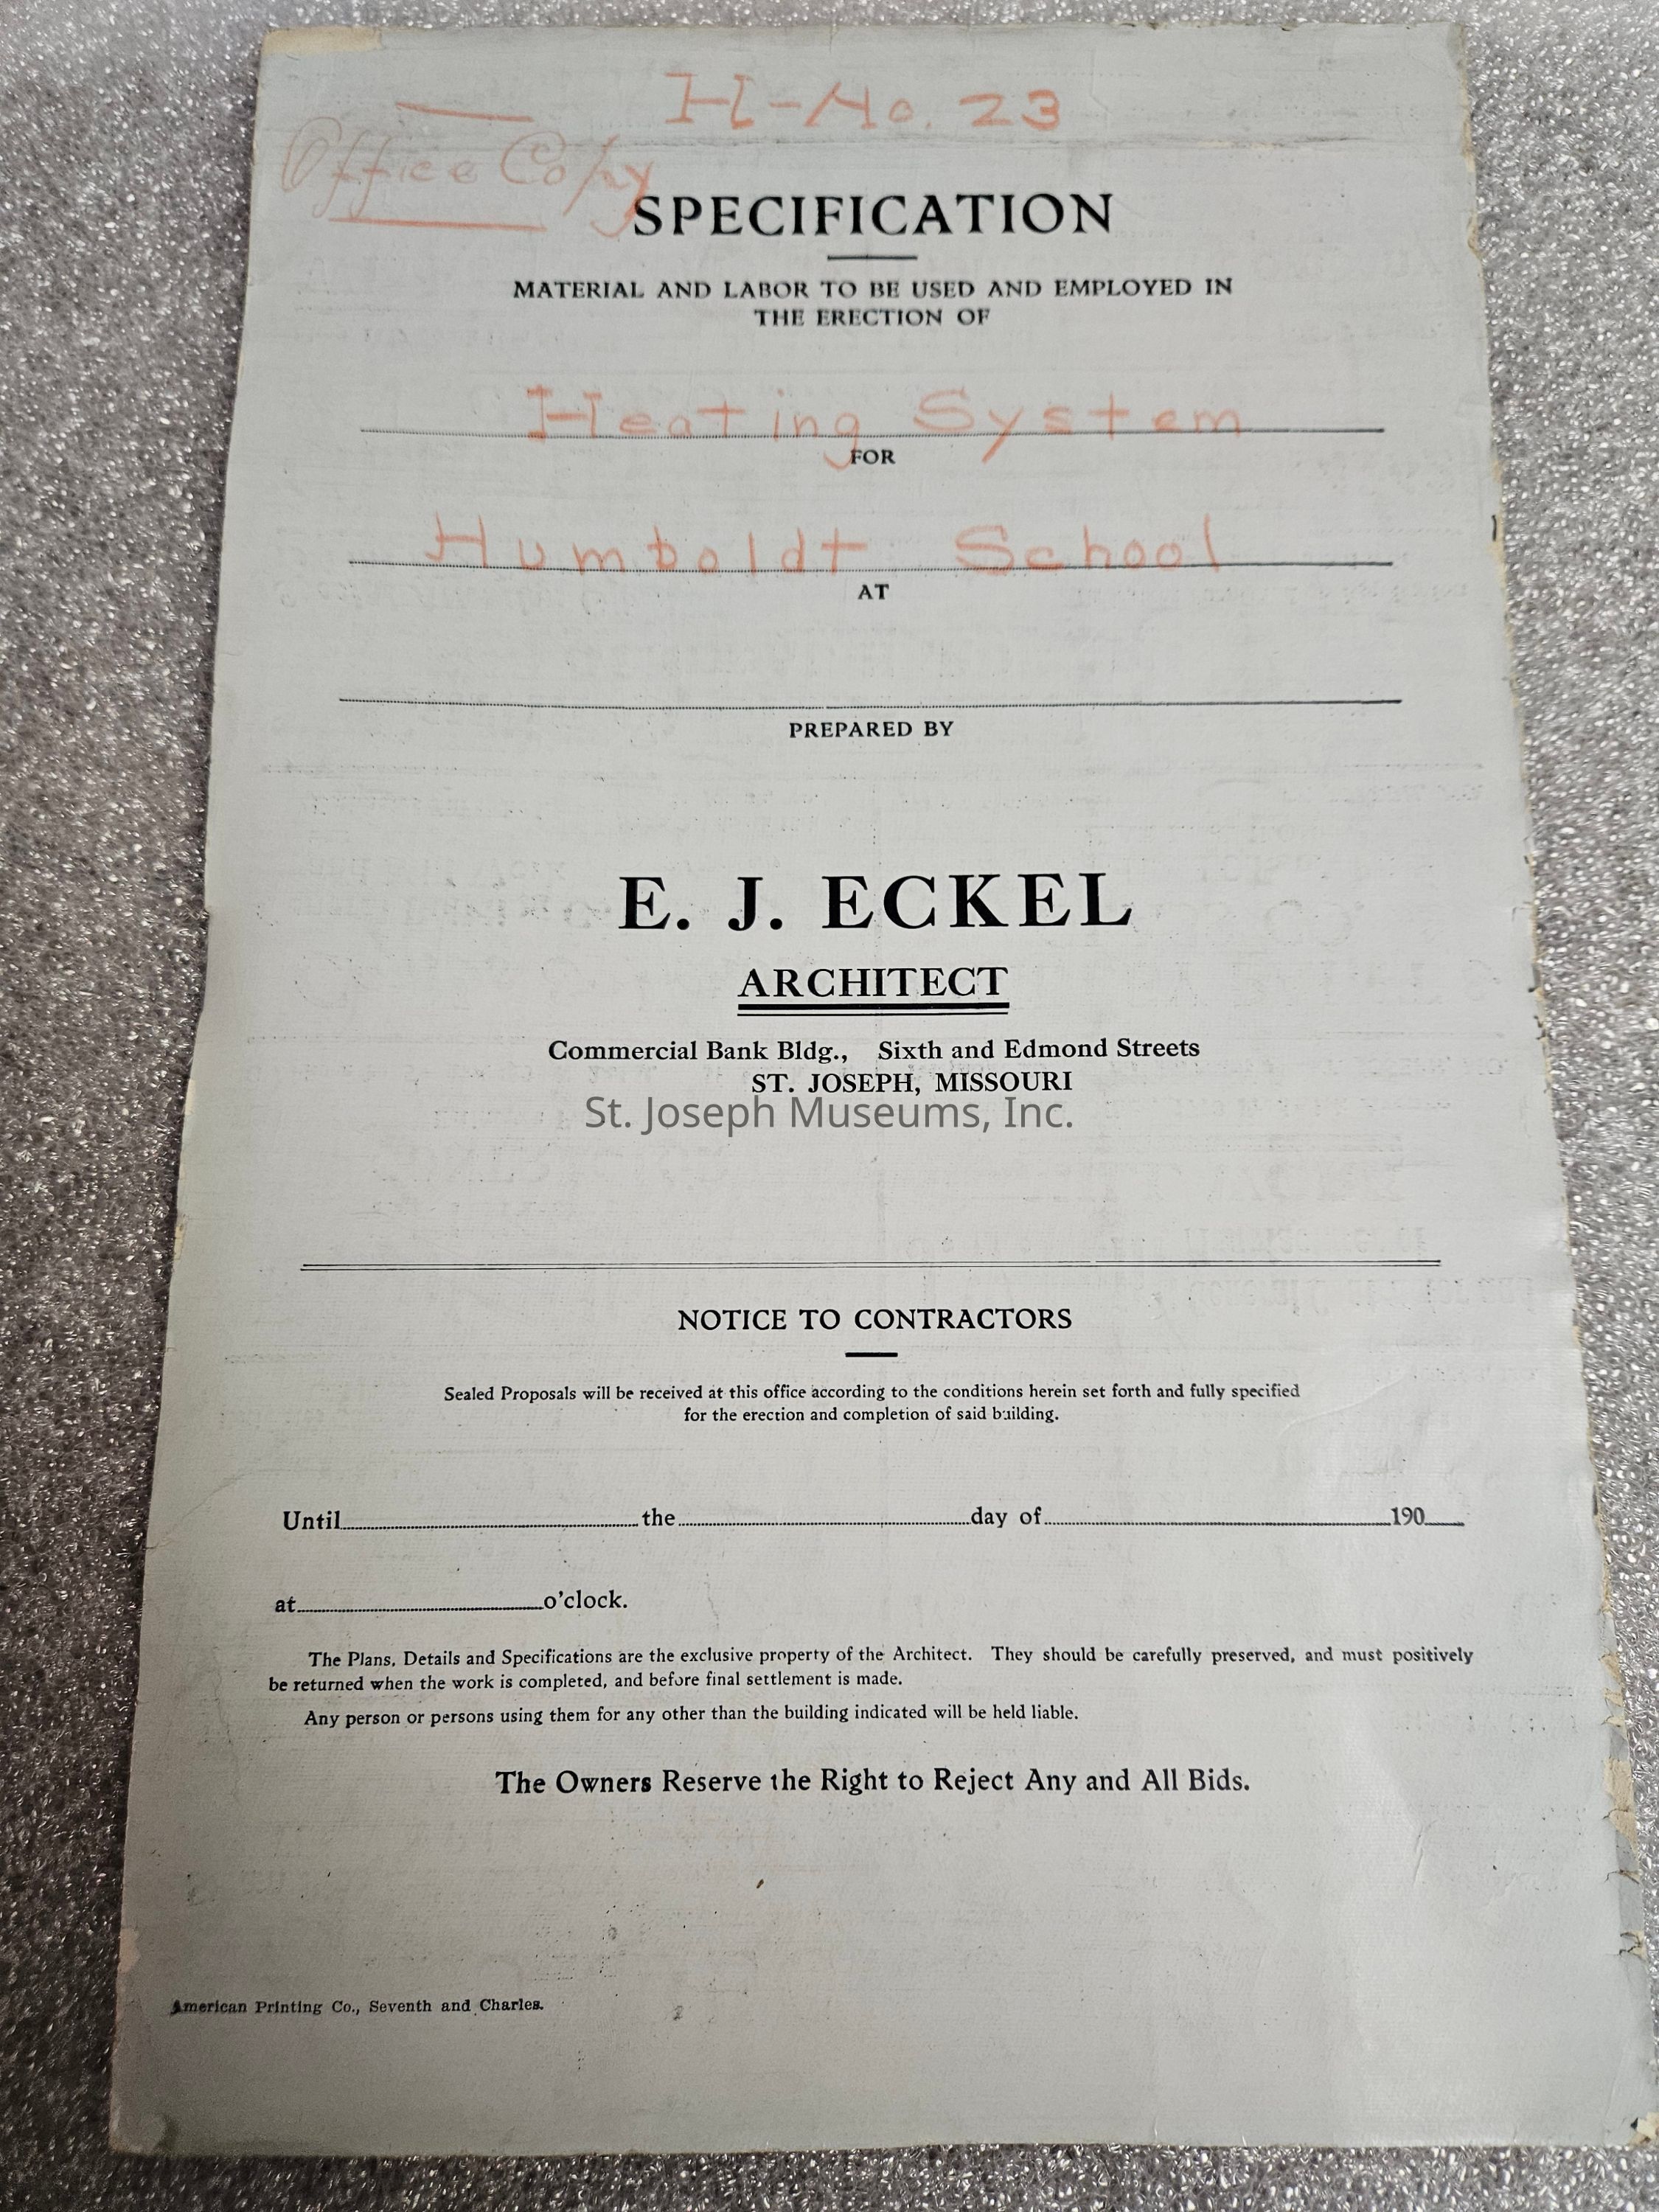 H-No. 23
Office Copy
SPECIFICATION
MATERIAL AND LABOR TO BE USED AND EMPLOYED IN
THE ERECTION OF
Heating System
FOR
Humboldt School
AT
PREPARED BY
E. J. ECKEL
ARCHITECT
Commercial Bank Bldg., Sixth and Edmond Streets
ST. JOSEPH, MISSOURI
St. Joseph Museums, Inc.
NOTICE TO CONTRACTORS
Sealed Proposals will be received at this office according to the conditions herein set forth and fully specified
for the erection and completion of said building.
Until the day of 190
at o'clock.
The Plans, Details and Specifications are the exclusive property of the Architect. They should be carefully preserved, and must positively
be returned when the work is completed, and before final settlement is made.
Any person or persons using them for any other than the building indicated will be held liable.
The Owners Reserve the Right to Reject Any and All Bids.
American Printing Co., Seventh and Charles.